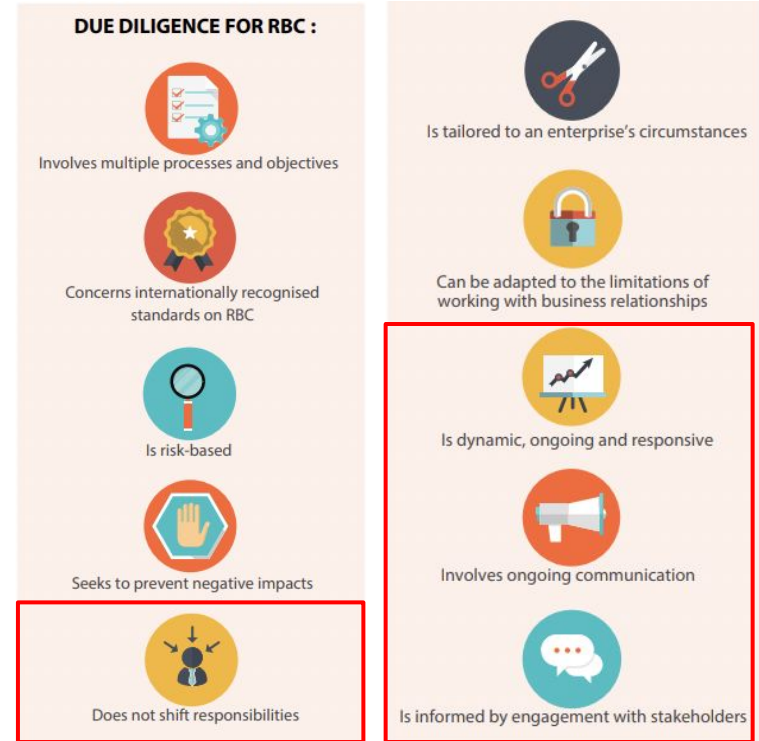 DUE DILIGENCE FOR RBC :
Involves multiple processes and objectives
Concerns internationally recognised
standards on RBC
Is risk-based
Seeks to prevent negative impacts
Does not shift responsibilities
Is tailored to an enterprise's circumstances
Can be adapted to the limitations of
working with business relationships
Is dynamic, ongoing and responsive
Involves ongoing communication
Is informed by engagement with stakeholders